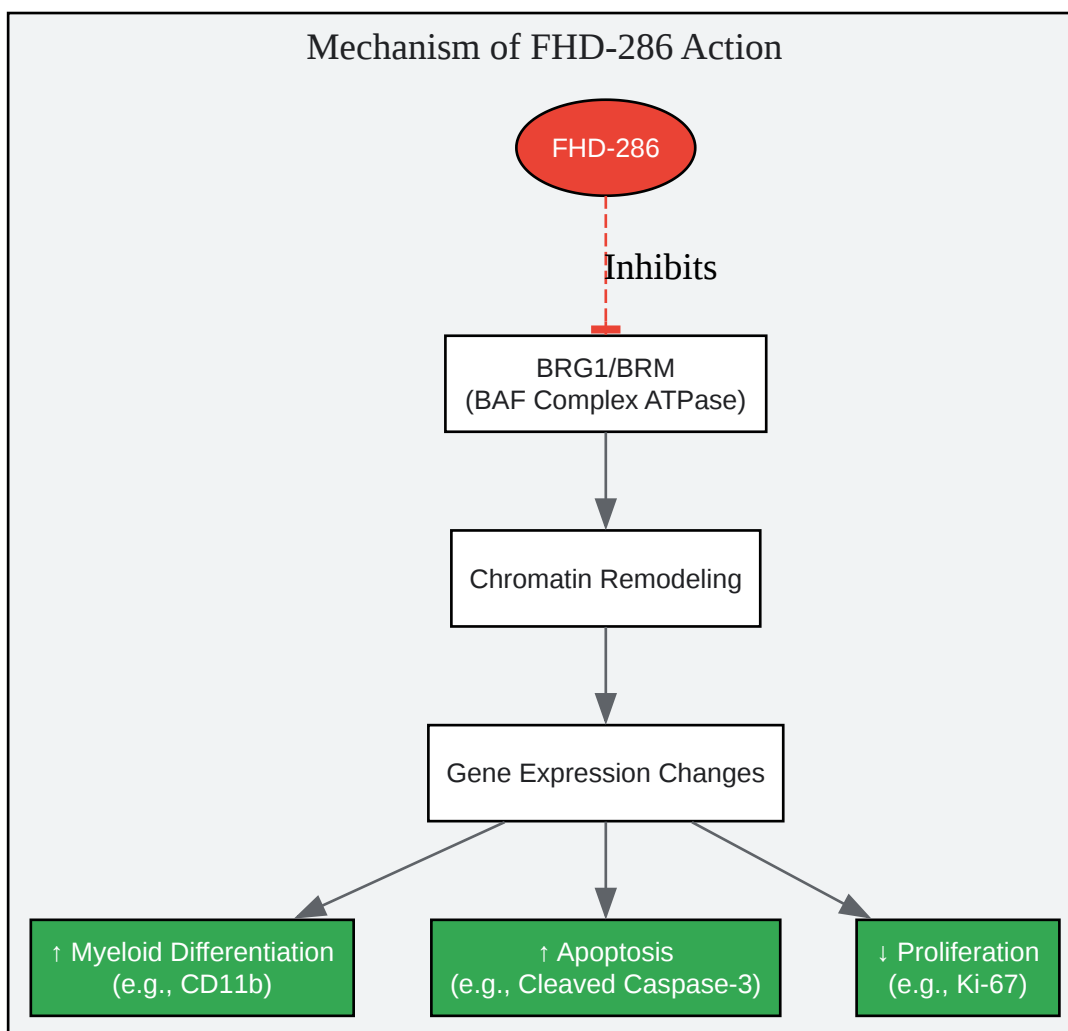 Mechanism of FHD-286 Action
FHD-286
Inhibits
BRG1/BRM
(BAF Complex ATPase)
Chromatin Remodeling
Gene Expression Changes
↑ Myeloid Differentiation
(e.g., CD11b)
↑ Apoptosis
(e.g., Cleaved Caspase-3)
↓ Proliferation
(e.g., Ki-67)